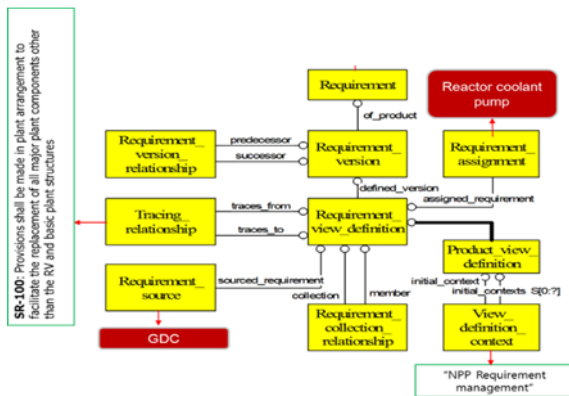 SR-100: Provisions shall be made in plant arrangement to
facilitate the replacement of all major plant components other
than the RV and basic plant structures
Requirement
Reactor coolant
pump
of_product
Requirement_
version_
relationship
predecessor
successor
Requirement_
version
Requirement_
assignment
defined_version
assigned_requirement
Tracing_
relationship
traces_from
traces_to
Requirement_
view_definition
Product_view_
definition
Requirement_
source
sourced_requirement
collection
member
initial_context
initial_contexts S[0:?]
GDC
Requirement_
collection_
relationship
View_
definition_
context
"NPP Requirement
management"